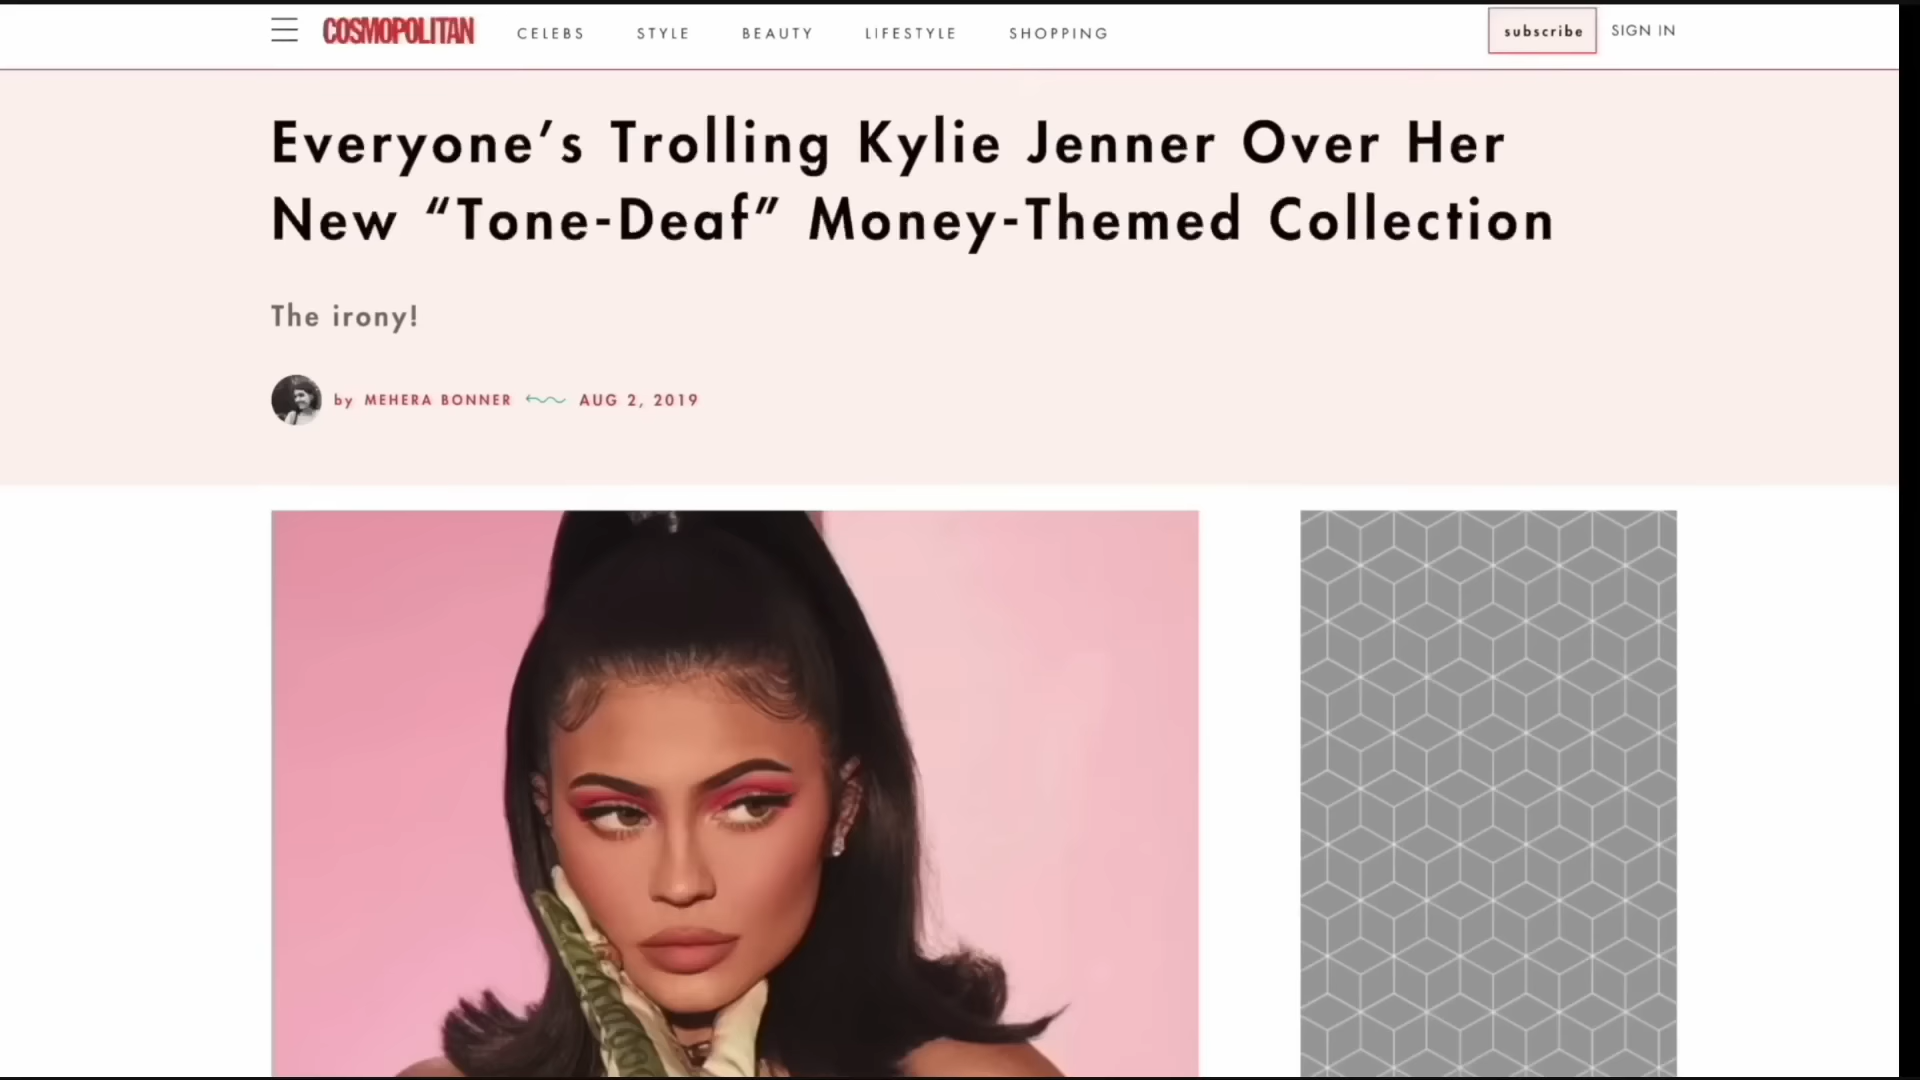 COSMOPOLITAN CELEBS STYLE BEAUTY LIFESTYLE SHOPPING subscribe SIGN IN
Everyone’s Trolling Kylie Jenner Over Her
New “Tone-Deaf” Money-Themed Collection
The irony!
by MEHERA BONNER AUG 2, 2019